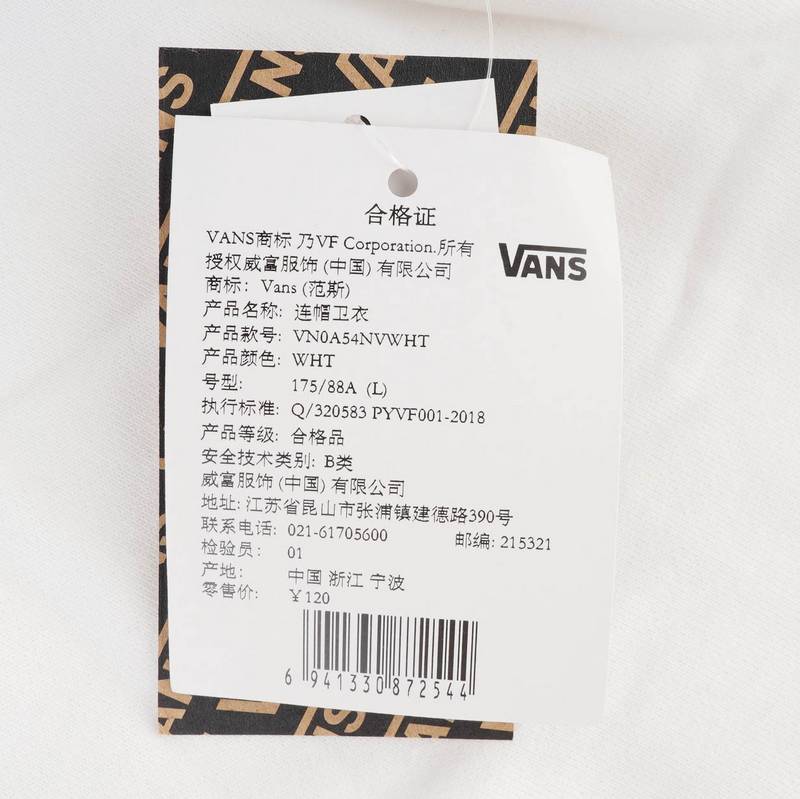 合格证
VANS商标 乃VF Corporation.所有
授权威富服饰 (中国) 有限公司
VANS
商标: Vans (范斯)
产品名称: 连帽卫衣
产品款号: VN0A54NVWHT
产品颜色: WHT
号型: 175/88A (L)
执行标准: Q/320583 PYVF001-2018
产品等级: 合格品
安全技术类别: B类
威富服饰 (中国) 有限公司
地址: 江苏省昆山市张浦镇建德路390号
联系电话: 021-61705600 邮编: 215321
检验员: 01
产地: 中国 浙江 宁波
零售价: ¥120
6 941330 872544